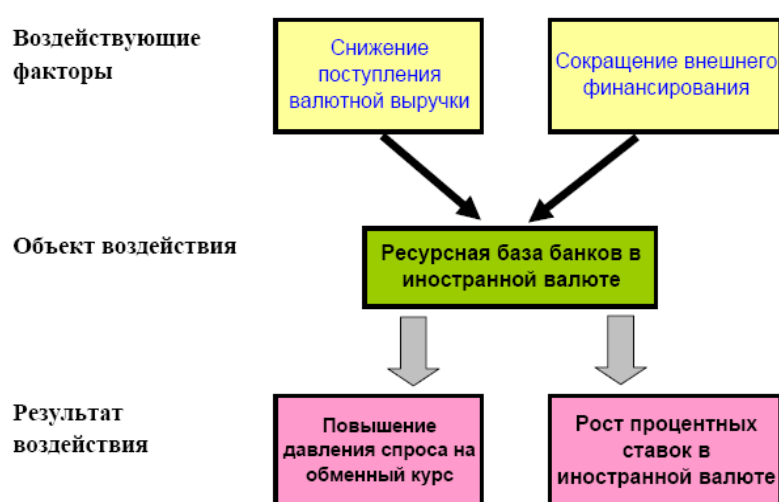 Воздействующие
факторы
Снижение
поступления
валютной выручки
Сокращение внешнего
финансирования
Объект воздействия
Ресурсная база банков в
иностранной валюте
Результат
воздействия
Повышение
давления спроса на
обменный курс
Рост процентных
ставок в
иностранной валюте